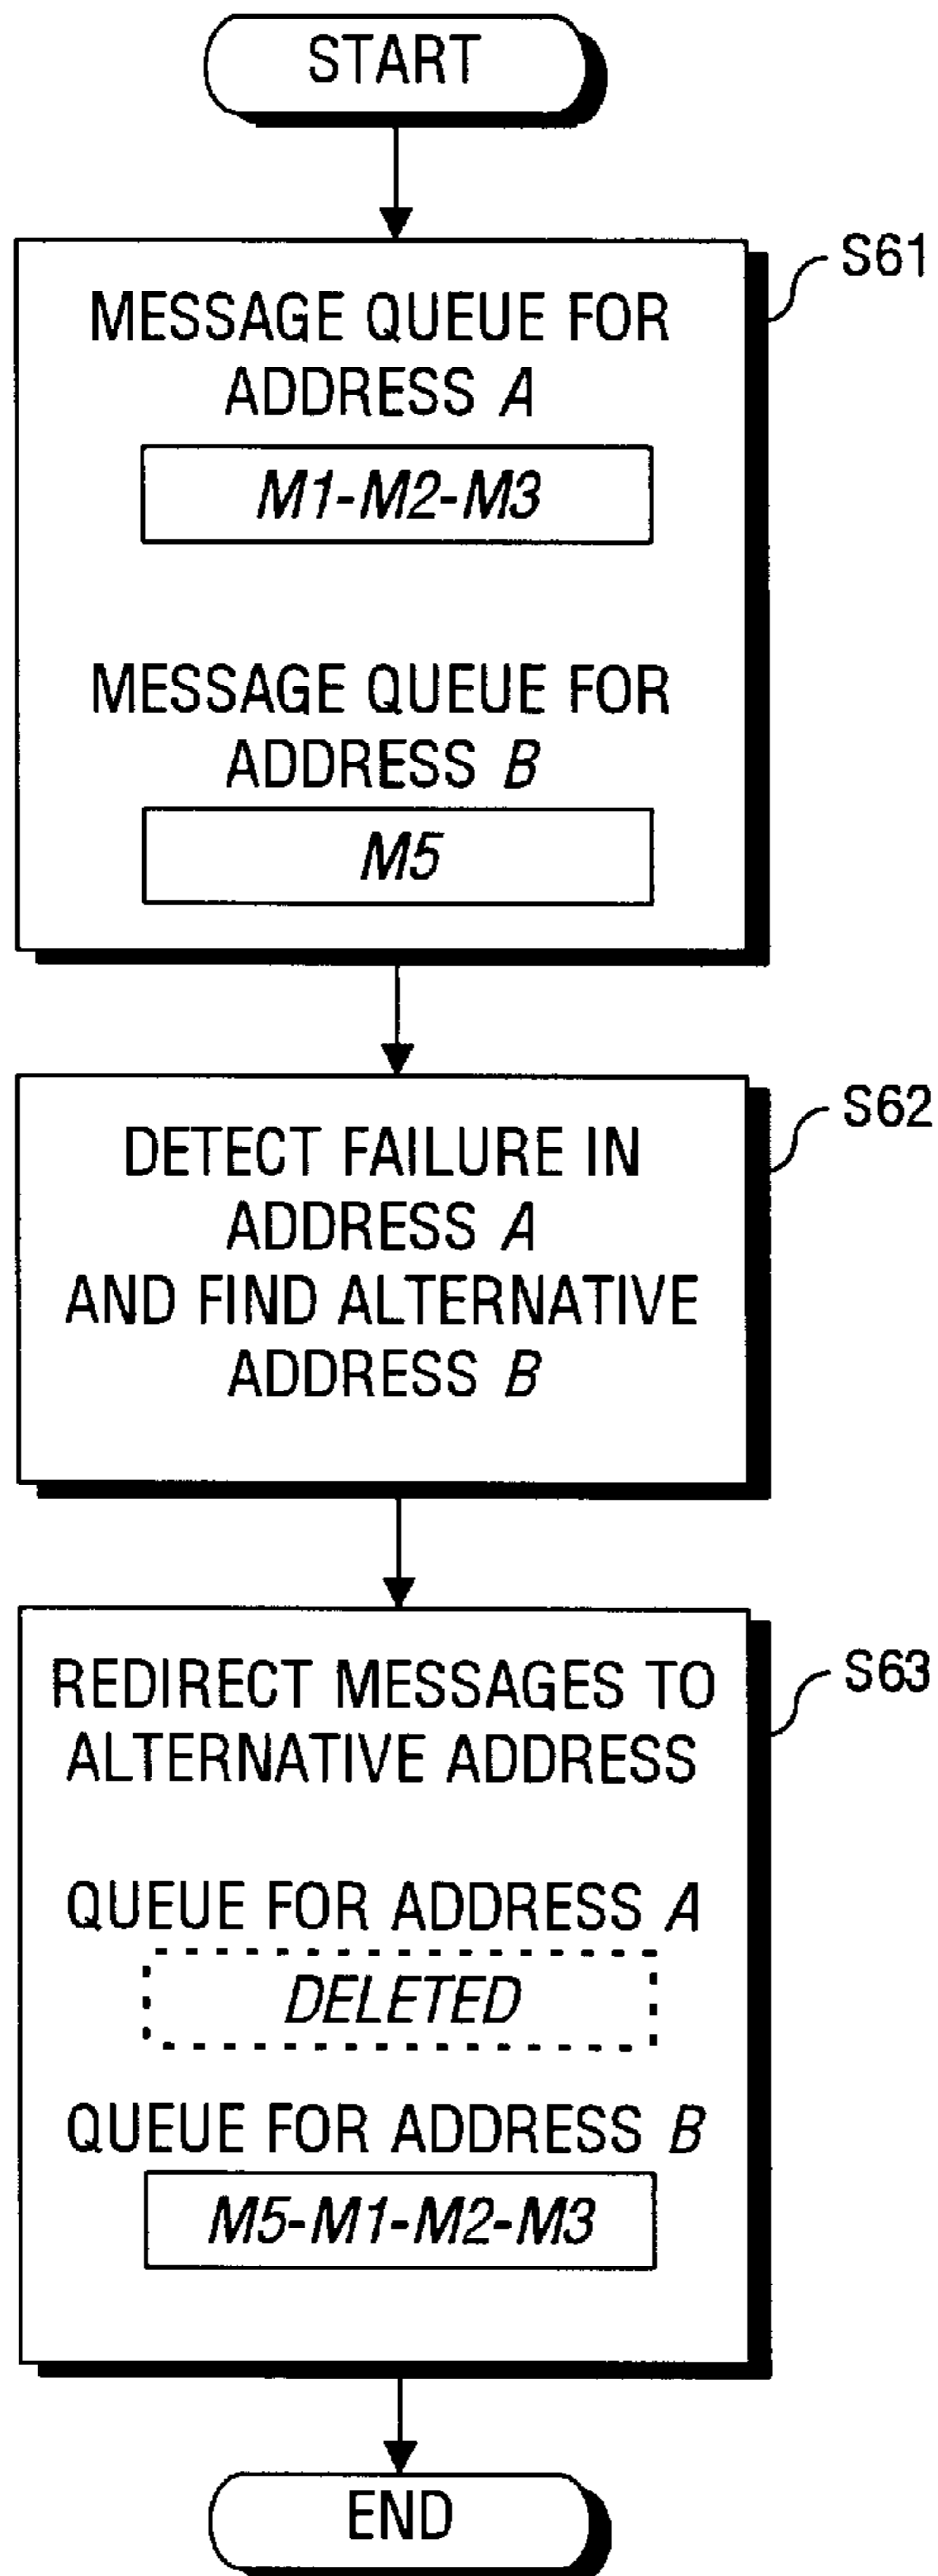 START
S61
MESSAGE QUEUE FOR
ADDRESS A
M1-M2-M3
MESSAGE QUEUE FOR
ADDRESS B
M5
S62
DETECT FAILURE IN
ADDRESS A
AND FIND ALTERNATIVE
ADDRESS B
S63
REDIRECT MESSAGES TO
ALTERNATIVE ADDRESS
QUEUE FOR ADDRESS A
DELETED
QUEUE FOR ADDRESS B
M5-M1-M2-M3
END